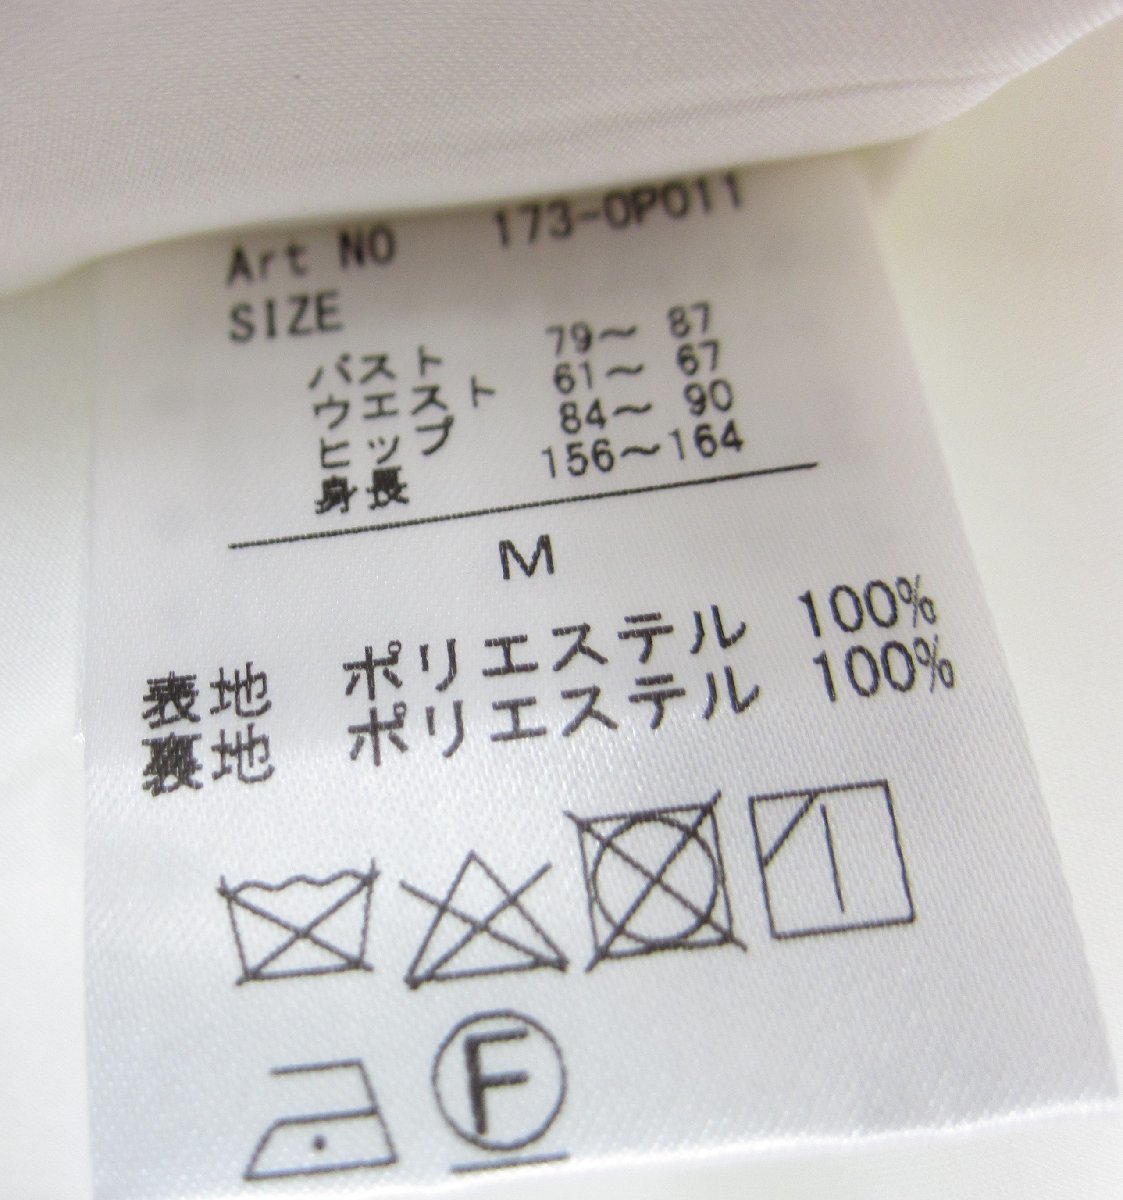 Art NO 173-OP011
SIZE
バスト 79～ 87
ウエスト 61～ 67
ヒップ 84～ 90
身長 156～164
M
表地 ポリエステル 100%
裏地 ポリエステル 100%
F